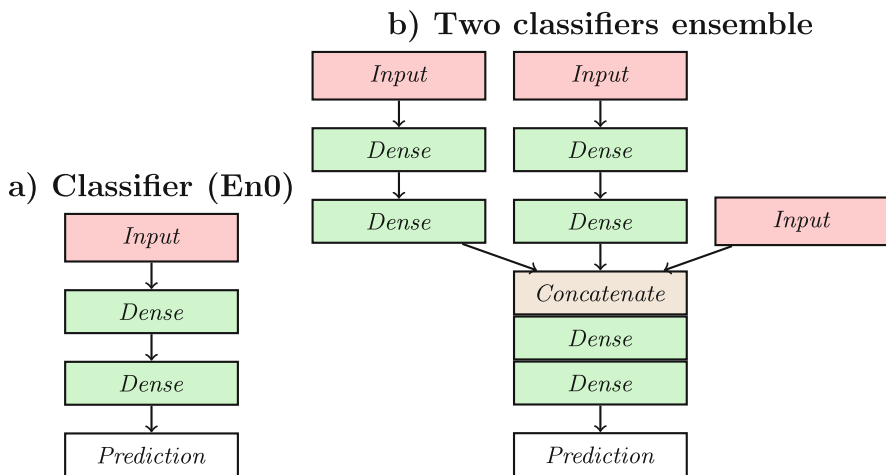 b) Two classifiers ensemble
Input
Input
Dense
Dense
Dense
Dense
Input
Concatenate
Dense
Dense
Prediction
a) Classifier (En0)
Input
Dense
Dense
Prediction